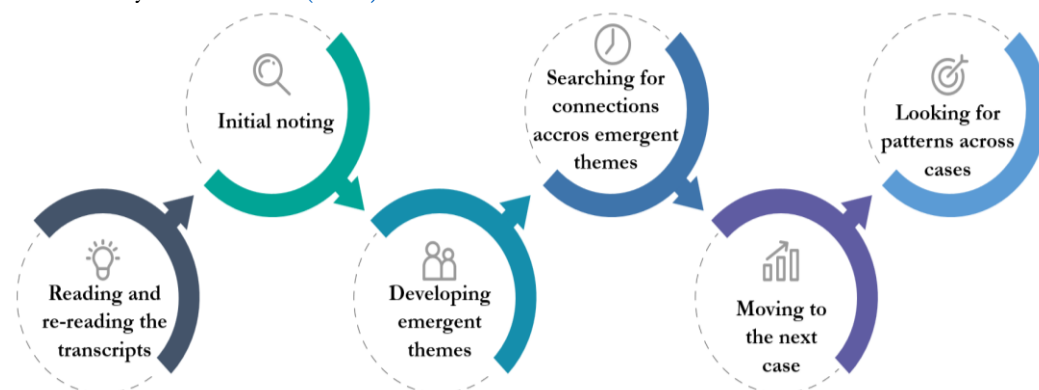 Reading and
re-reading the
transcripts
Initial noting
Developing
emergent
themes
Searching for
connections
accros emergent
themes
Moving to
the next
case
Looking for
patterns across
cases